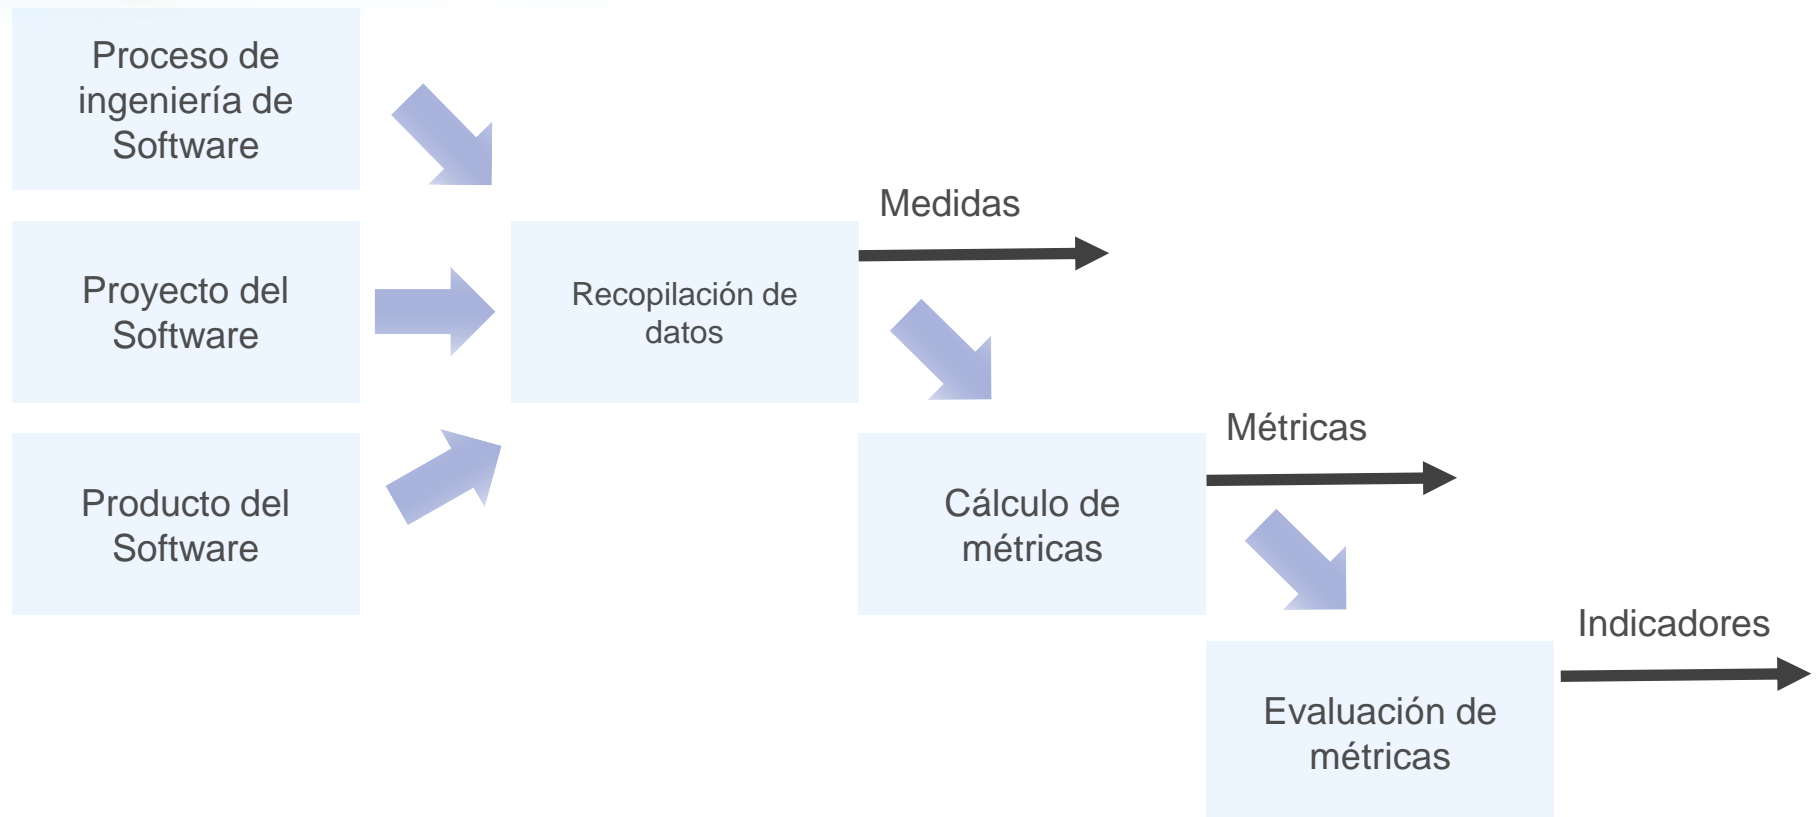 Proceso de
ingeniería de
Software
Medidas
Proyecto del
Software
Recopilación de
datos
Métricas
Producto del
Software
Cálculo de
métricas
Indicadores
Evaluación de
métricas